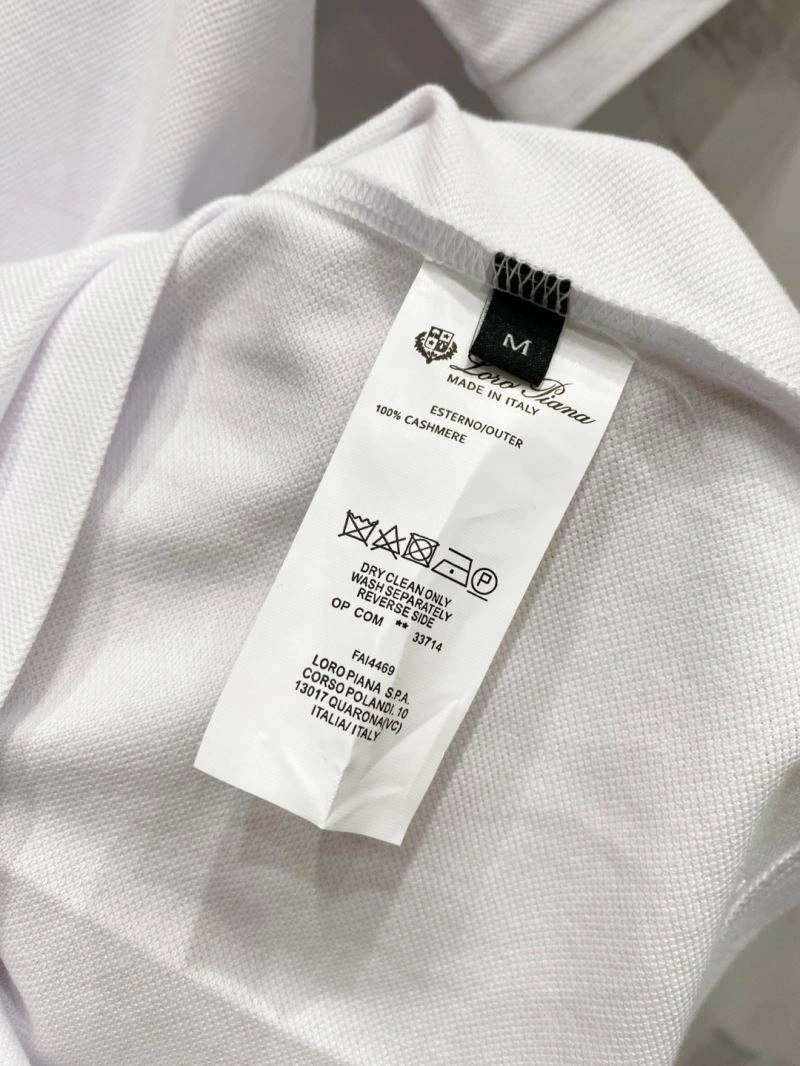 M
Loro Piana
MADE IN ITALY
ESTERNO/OUTER
100% CASHMERE
P
DRY CLEAN ONLY
WASH SEPARATELY
REVERSE SIDE
OP COM ** 33714
FAI4469
LORO PIANA S.P.A.
CORSO POLANDI. 10
13017 QUARONA(VC)
ITALIA/ ITALY